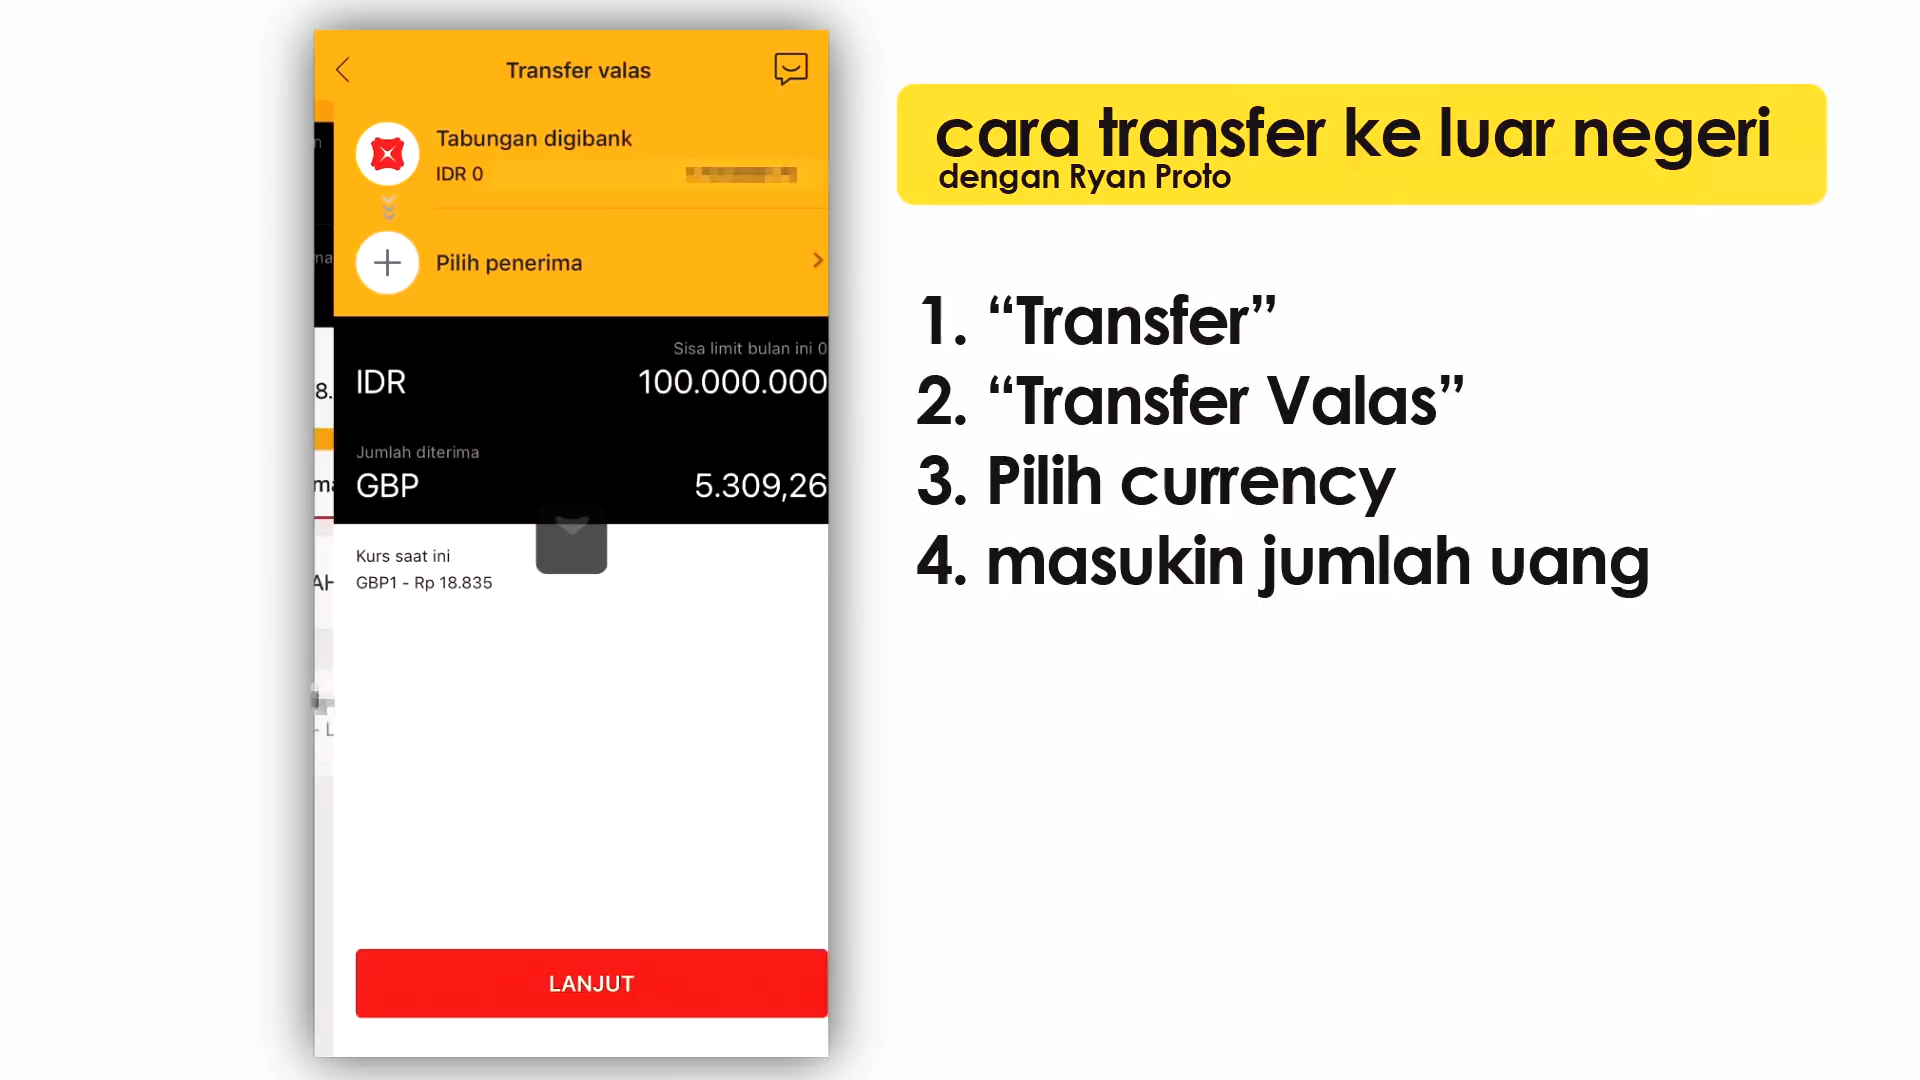 Transfer valas
Tabungan digibank
IDR 0
Pilih penerima
Sisa limit bulan ini 0
IDR 100.000.000
Jumlah diterima
GBP 5.309,26
Kurs saat ini
GBP1 - Rp 18.835
LANJUT
cara transfer ke luar negeri
dengan Ryan Proto
1. “Transfer”
2. “Transfer Valas”
3. Pilih currency
4. masukin jumlah uang